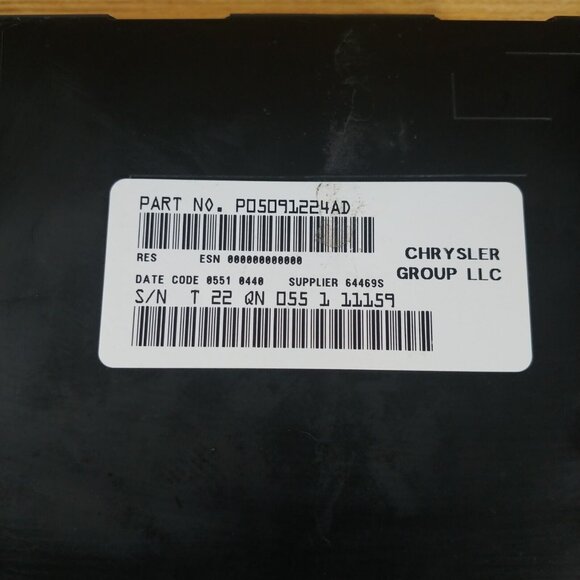 PART NO. P05091224AD
RES ESN 000000000000
CHRYSLER
GROUP LLC
DATE CODE 0551 0440 SUPPLIER 64469S
S/N T 22 QN 055 1 11159